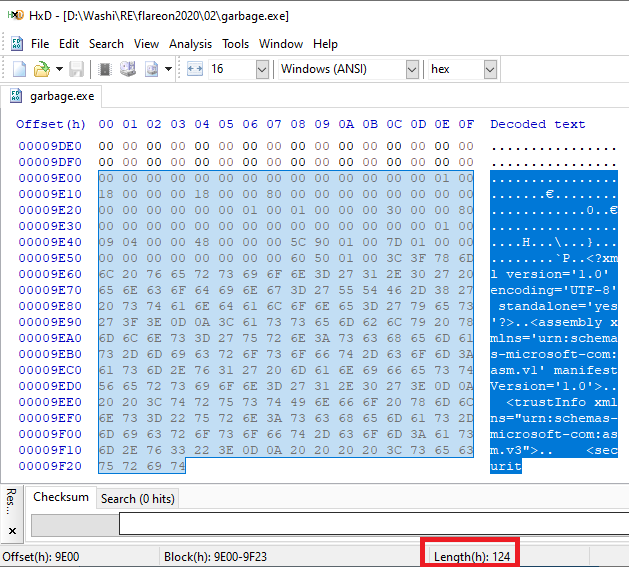 HxD - [D:\Washi\RE\flareon2020\02\garbage.exe]
File Edit Search View Analysis Tools Window Help
16 Windows (ANSI) hex
garbage.exe
Offset(h) 00 01 02 03 04 05 06 07 08 09 0A 0B 0C 0D 0E 0F Decoded text
00009DE0 00 00 00 00 00 00 00 00 00 00 00 00 00 00 00 00 ................
00009DF0 00 00 00 00 00 00 00 00 00 00 00 00 00 00 00 00 ................
00009E00 00 00 00 00 00 00 00 00 00 00 00 00 00 00 01 00 ................
00009E10 18 00 00 00 18 00 00 80 00 00 00 00 00 00 00 00 .......€........
00009E20 00 00 00 00 00 00 01 00 01 00 00 00 30 00 00 80 ............0..€
00009E30 00 00 00 00 00 00 00 00 00 00 00 00 00 00 01 00 ................
00009E40 09 04 00 00 48 00 00 00 5C 90 01 00 7D 01 00 00 ....H...\...}...
00009E50 00 00 00 00 00 00 00 00 60 50 01 00 3C 3F 78 6D ........`P..<?xm
00009E60 6C 20 76 65 72 73 69 6F 6E 3D 27 31 2E 30 27 20 l version='1.0'
00009E70 65 6E 63 6F 64 69 6E 67 3D 27 55 54 46 2D 38 27 encoding='UTF-8'
00009E80 20 73 74 61 6E 64 61 6C 6F 6E 65 3D 27 79 65 73 standalone='yes
00009E90 27 3F 3E 0D 0A 3C 61 73 73 65 6D 62 6C 79 20 78 '?>..<assembly x
00009EA0 6D 6C 6E 73 3D 27 75 72 6E 3A 73 63 68 65 6D 61 mlns='urn:schema
00009EB0 73 2D 6D 69 63 72 6F 73 6F 66 74 2D 63 6F 6D 3A s-microsoft-com:
00009EC0 61 73 6D 2E 76 31 27 20 6D 61 6E 69 66 65 73 74 asm.v1' manifest
00009ED0 56 65 72 73 69 6F 6E 3D 27 31 2E 30 27 3E 0D 0A Version='1.0'>..
00009EE0 20 20 3C 74 72 75 73 74 49 6E 66 6F 20 78 6D 6C <trustInfo xml
00009EF0 6E 73 3D 22 75 72 6E 3A 73 63 68 65 6D 61 73 2D ns="urn:schemas-
00009F00 6D 69 63 72 6F 73 6F 66 74 2D 63 6F 6D 3A 61 73 microsoft-com:as
00009F10 6D 2E 76 33 22 3E 0D 0A 20 20 20 20 3C 73 65 63 m.v3">.. <sec
00009F20 75 72 69 74 urit
Res...
Checksum Search (0 hits)
Offset(h): 9E00 Block(h): 9E00-9F23 Length(h): 124